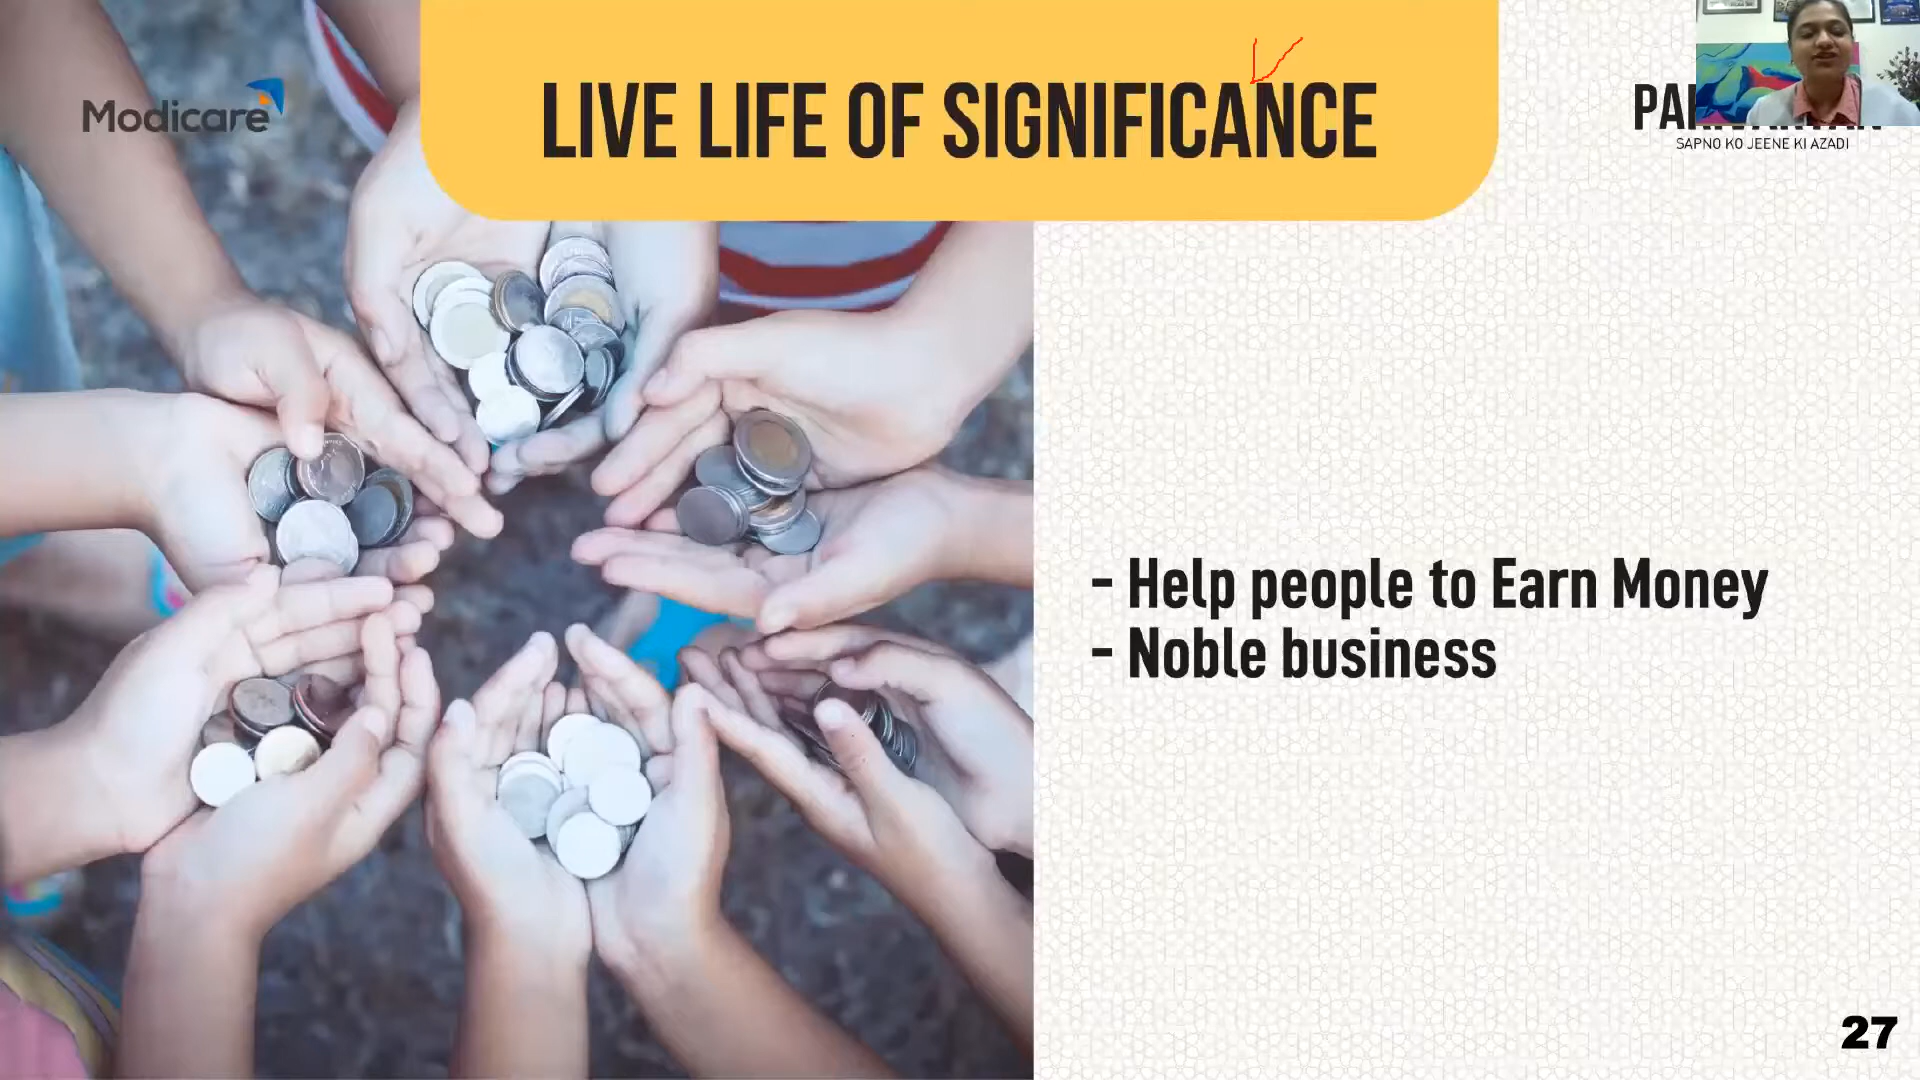 Modicare
LIVE LIFE OF SIGNIFICANCE
SAPNO KO JEENE KI AZADI
- Help people to Earn Money
- Noble business
27